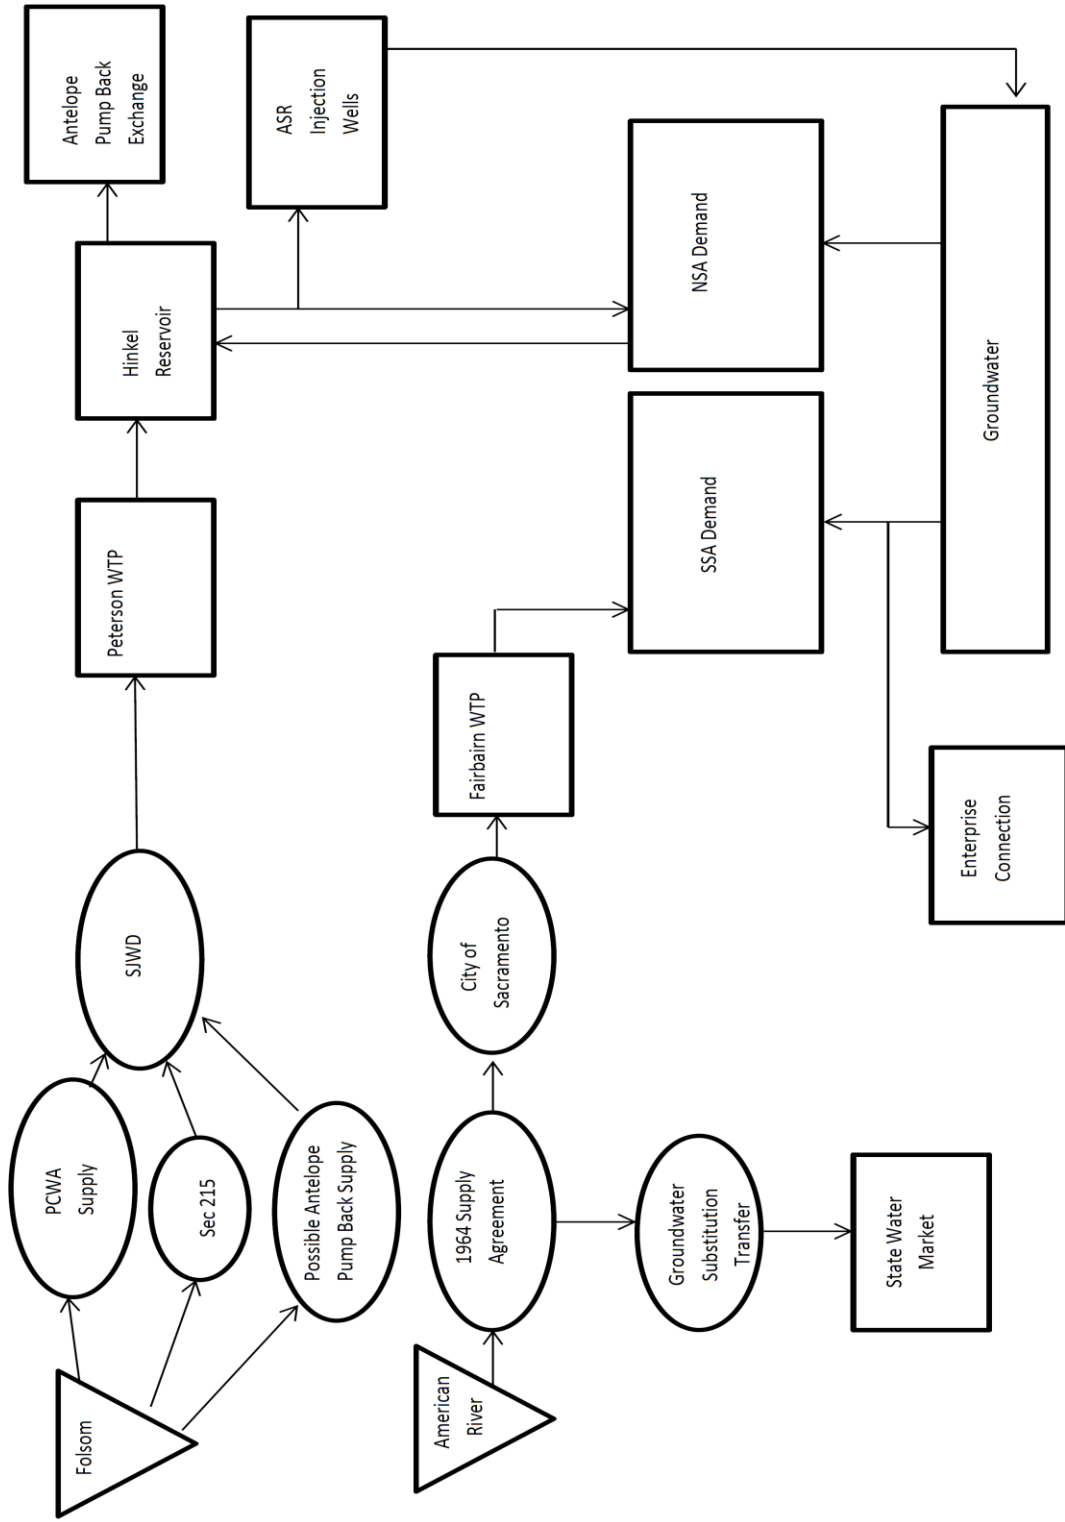 Folsom
PCWA
Supply
Sec 215
Possible Antelope
Pump Back Supply
SJWD
Peterson WTP
Hinkel
Reservoir
Antelope
Pump Back
Exchange
ASR
Injection
Wells
American
River
1964 Supply
Agreement
City of
Sacramento
Fairbairn WTP
SSA Demand
NSA Demand
Groundwater
Substitution
Transfer
State Water
Market
Enterprise
Connection
Groundwater